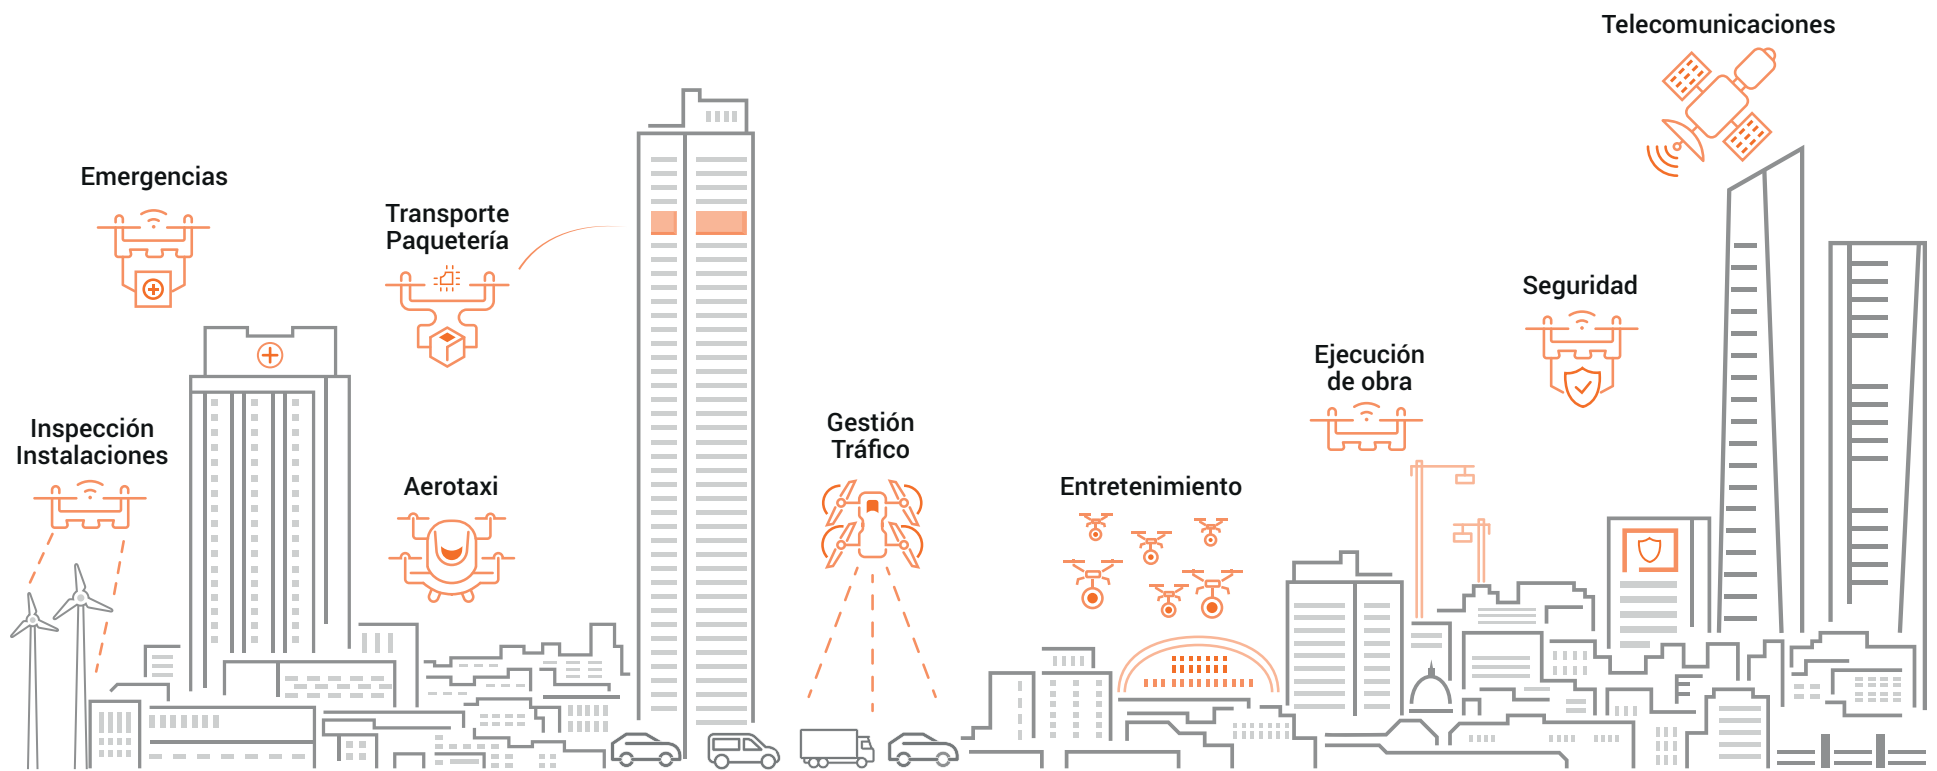 Telecomunicaciones
Emergencias
Transporte
Paquetería
Seguridad
Ejecución
de obra
Gestión
Tráfico
Inspección
Instalaciones
Aerotaxi
Entretenimiento